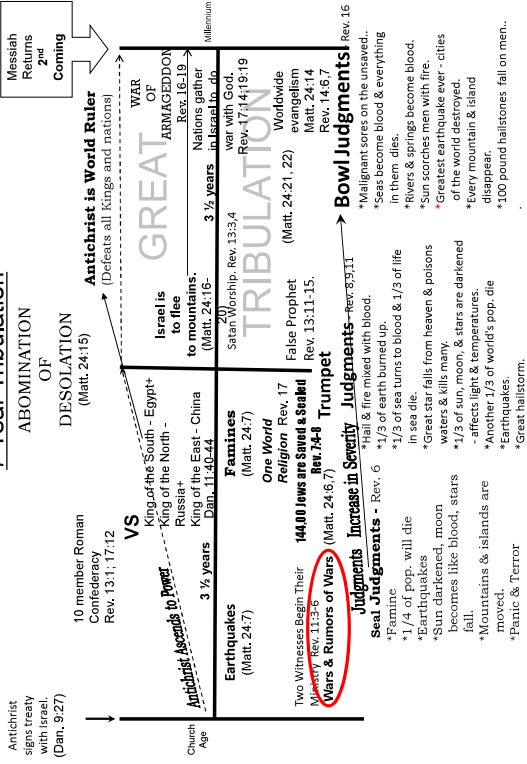 Antichrist
signs treaty
with Israel.
(Dan. 9:27)
10 member Roman
Confederacy
Rev. 13:1; 17:12
Year Tribulation
ABOMINATION
OF
DESOLATION
(Matt. 24:15)
Antichrist is World Ruler
(Defeats all Kings and nations)
Messiah
Returns
2nd
Coming
VS
King of the South - Egypt+
King of the North -
Russia+
King of the East - China
Dan. 11:40-44
Antichrist Ascends to Power
Church
Age
3 ½ years
Israel is
to flee
to mountains.
(Matt. 24:16-
20)
GREAT
TRIBULATION
3 ½ years
WAR
OF
ARMAGEDDON
Rev. 16-19
Nations gather
in Israel to do
war with God.
Rev. 17:14;19:19
Millennium
Earthquakes
(Matt. 24:7)
Famines
(Matt. 24:7)
One World
Religion Rev. 17
144,00 Jews are Saved & Sealed
Rev. 7:4-8
Satan Worship. Rev. 13:3,4
False Prophet
Rev. 13:11-15.
(Matt. 24:21, 22)
Worldwide
evangelism
Matt. 24:14
Rev. 14:6,7
Two Witnesses Begin Their
Ministry Rev. 11:3-6
Wars & Rumors of Wars (Matt. 24:6,7)
Judgments Increase in Severity
Seal Judgments - Rev. 6
*Famine
*1/4 of pop. will die
*Earthquakes
*Sun darkened, moon
becomes like blood, stars
fall.
*Mountains & islands are
moved.
*Panic & Terror
Trumpet
Judgments - Rev. 8,9,11
*Hail & fire mixed with blood.
*1/3 of earth burned up.
*1/3 of sea turns to blood & 1/3 of life
in sea die.
*Great star falls from heaven & poisons
waters & kills many.
*1/3 of sun, moon, & stars are darkened
- affects light & temperatures.
*Another 1/3 of world's pop. die
*Earthquakes.
*Great hailstorm.
Bowl Judgments - Rev. 16
*Malignant sores on the unsaved..
*Seas become blood & everything
in them dies.
*Rivers & springs become blood.
*Sun scorches men with fire.
*Greatest earthquake ever - cities
of the world destroyed.
*Every mountain & island
disappear.
*100 pound hailstones fall on men..
.